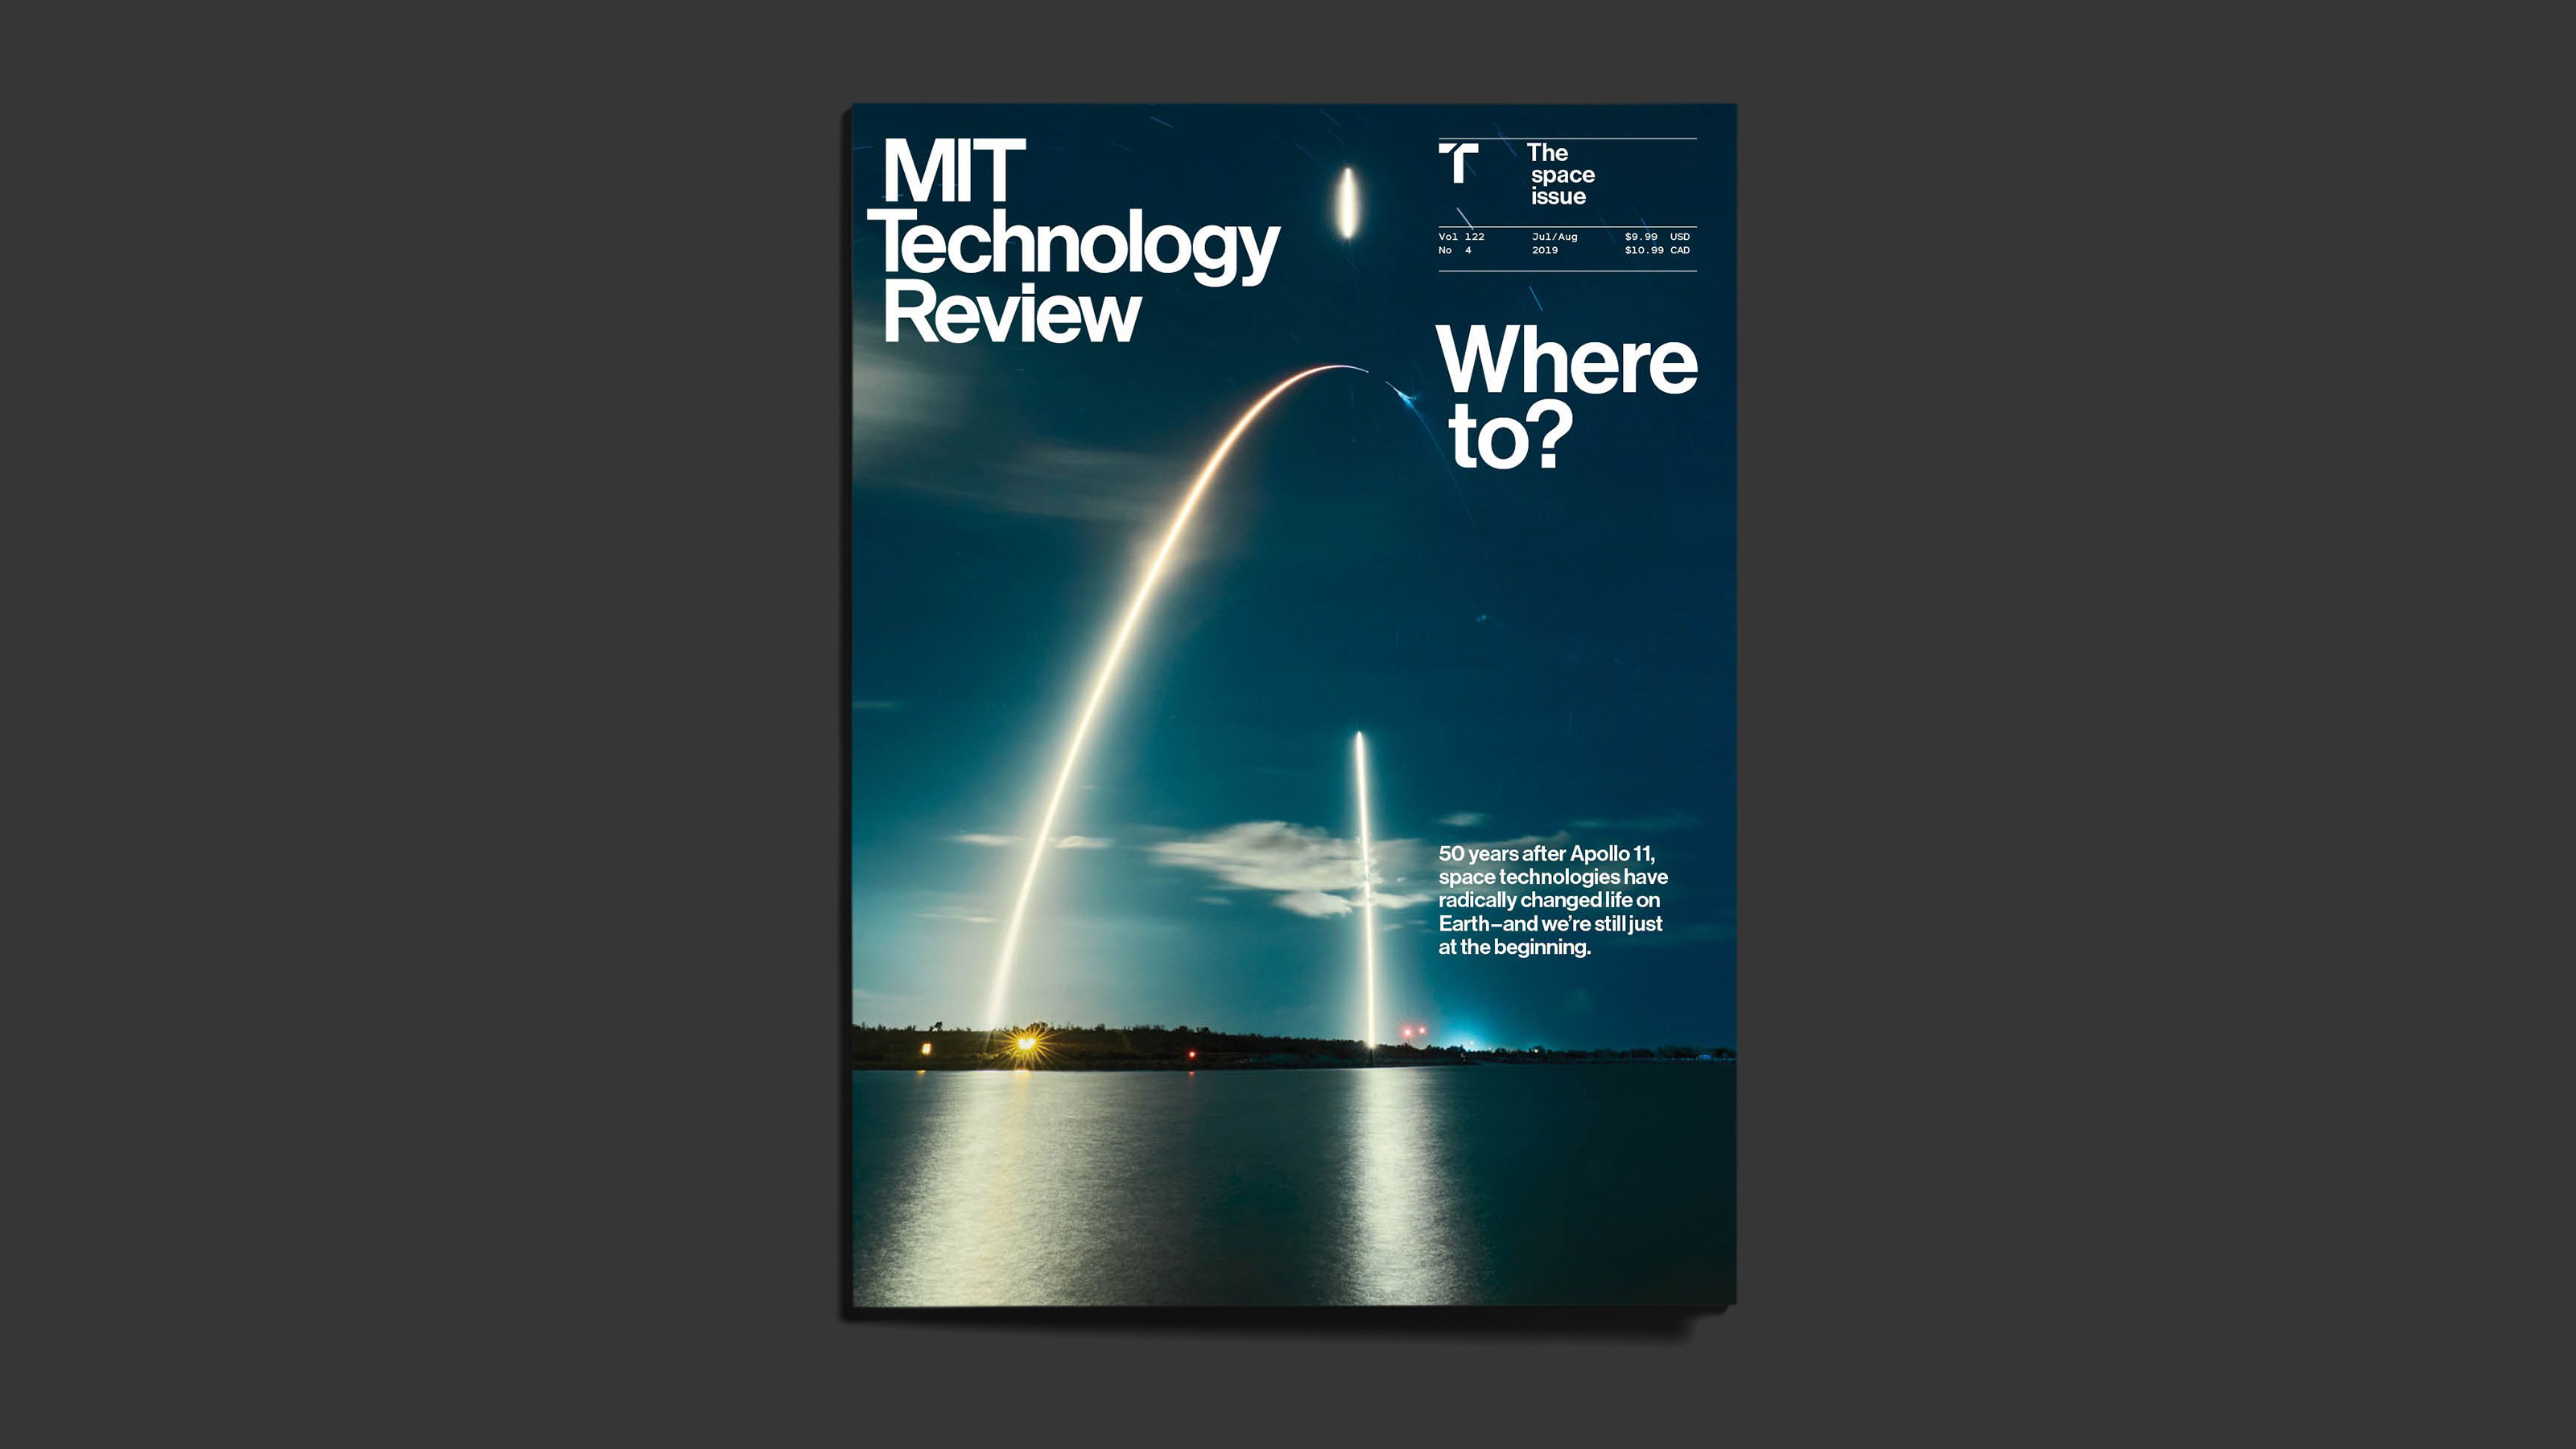 MIT
Technology
Review
The
space
issue
Vol 122
No 4
Jul/Aug
2019
$9.99 USD
$10.99 CAD
Where
to?
50 years after Apollo 11,
space technologies have
radically changed life on
Earth–and we're still just
at the beginning.